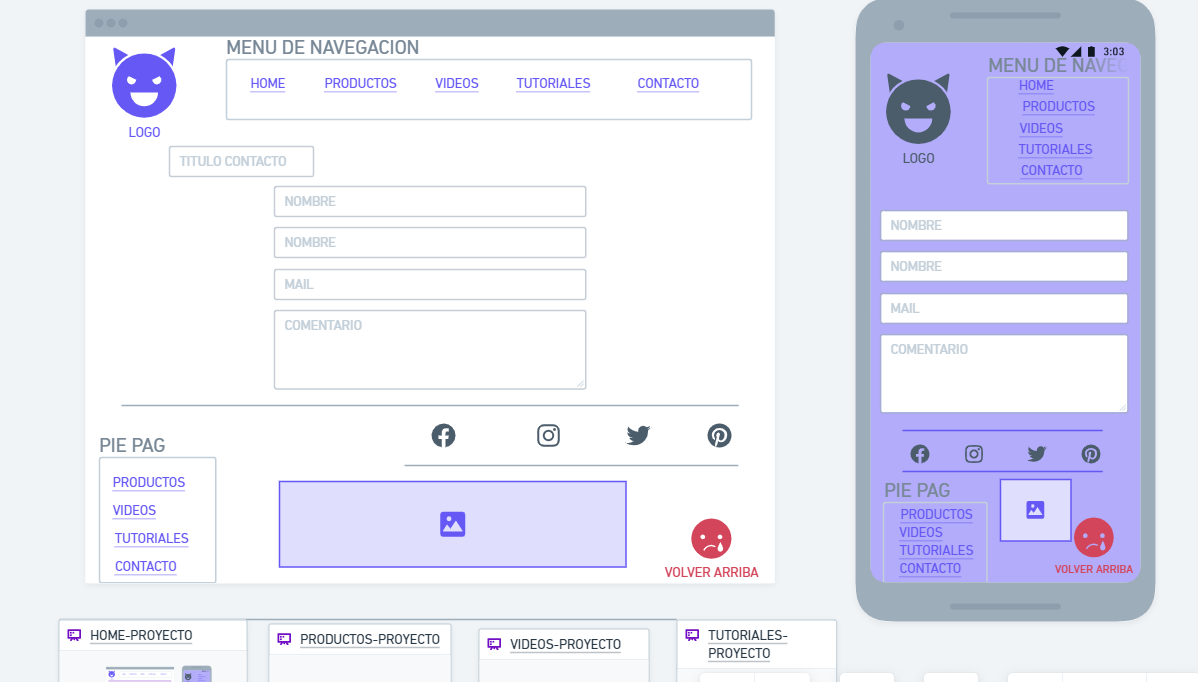 MENU DE NAVEGACION
HOME PRODUCTOS VIDEOS TUTORIALES CONTACTO
LOGO
TITULO CONTACTO
NOMBRE
NOMBRE
MAIL
COMENTARIO
PIE PAG
PRODUCTOS
VIDEOS
TUTORIALES
CONTACTO
VOLVER ARRIBA
3:03
MENU DE NAVEG
HOME
PRODUCTOS
VIDEOS
TUTORIALES
CONTACTO
LOGO
NOMBRE
NOMBRE
MAIL
COMENTARIO
PIE PAG
PRODUCTOS
VIDEOS
TUTORIALES
CONTACTO
VOLVER ARRIBA
HOME-PROYECTO
PRODUCTOS-PROYECTO
VIDEOS-PROYECTO
TUTORIALES-
PROYECTO